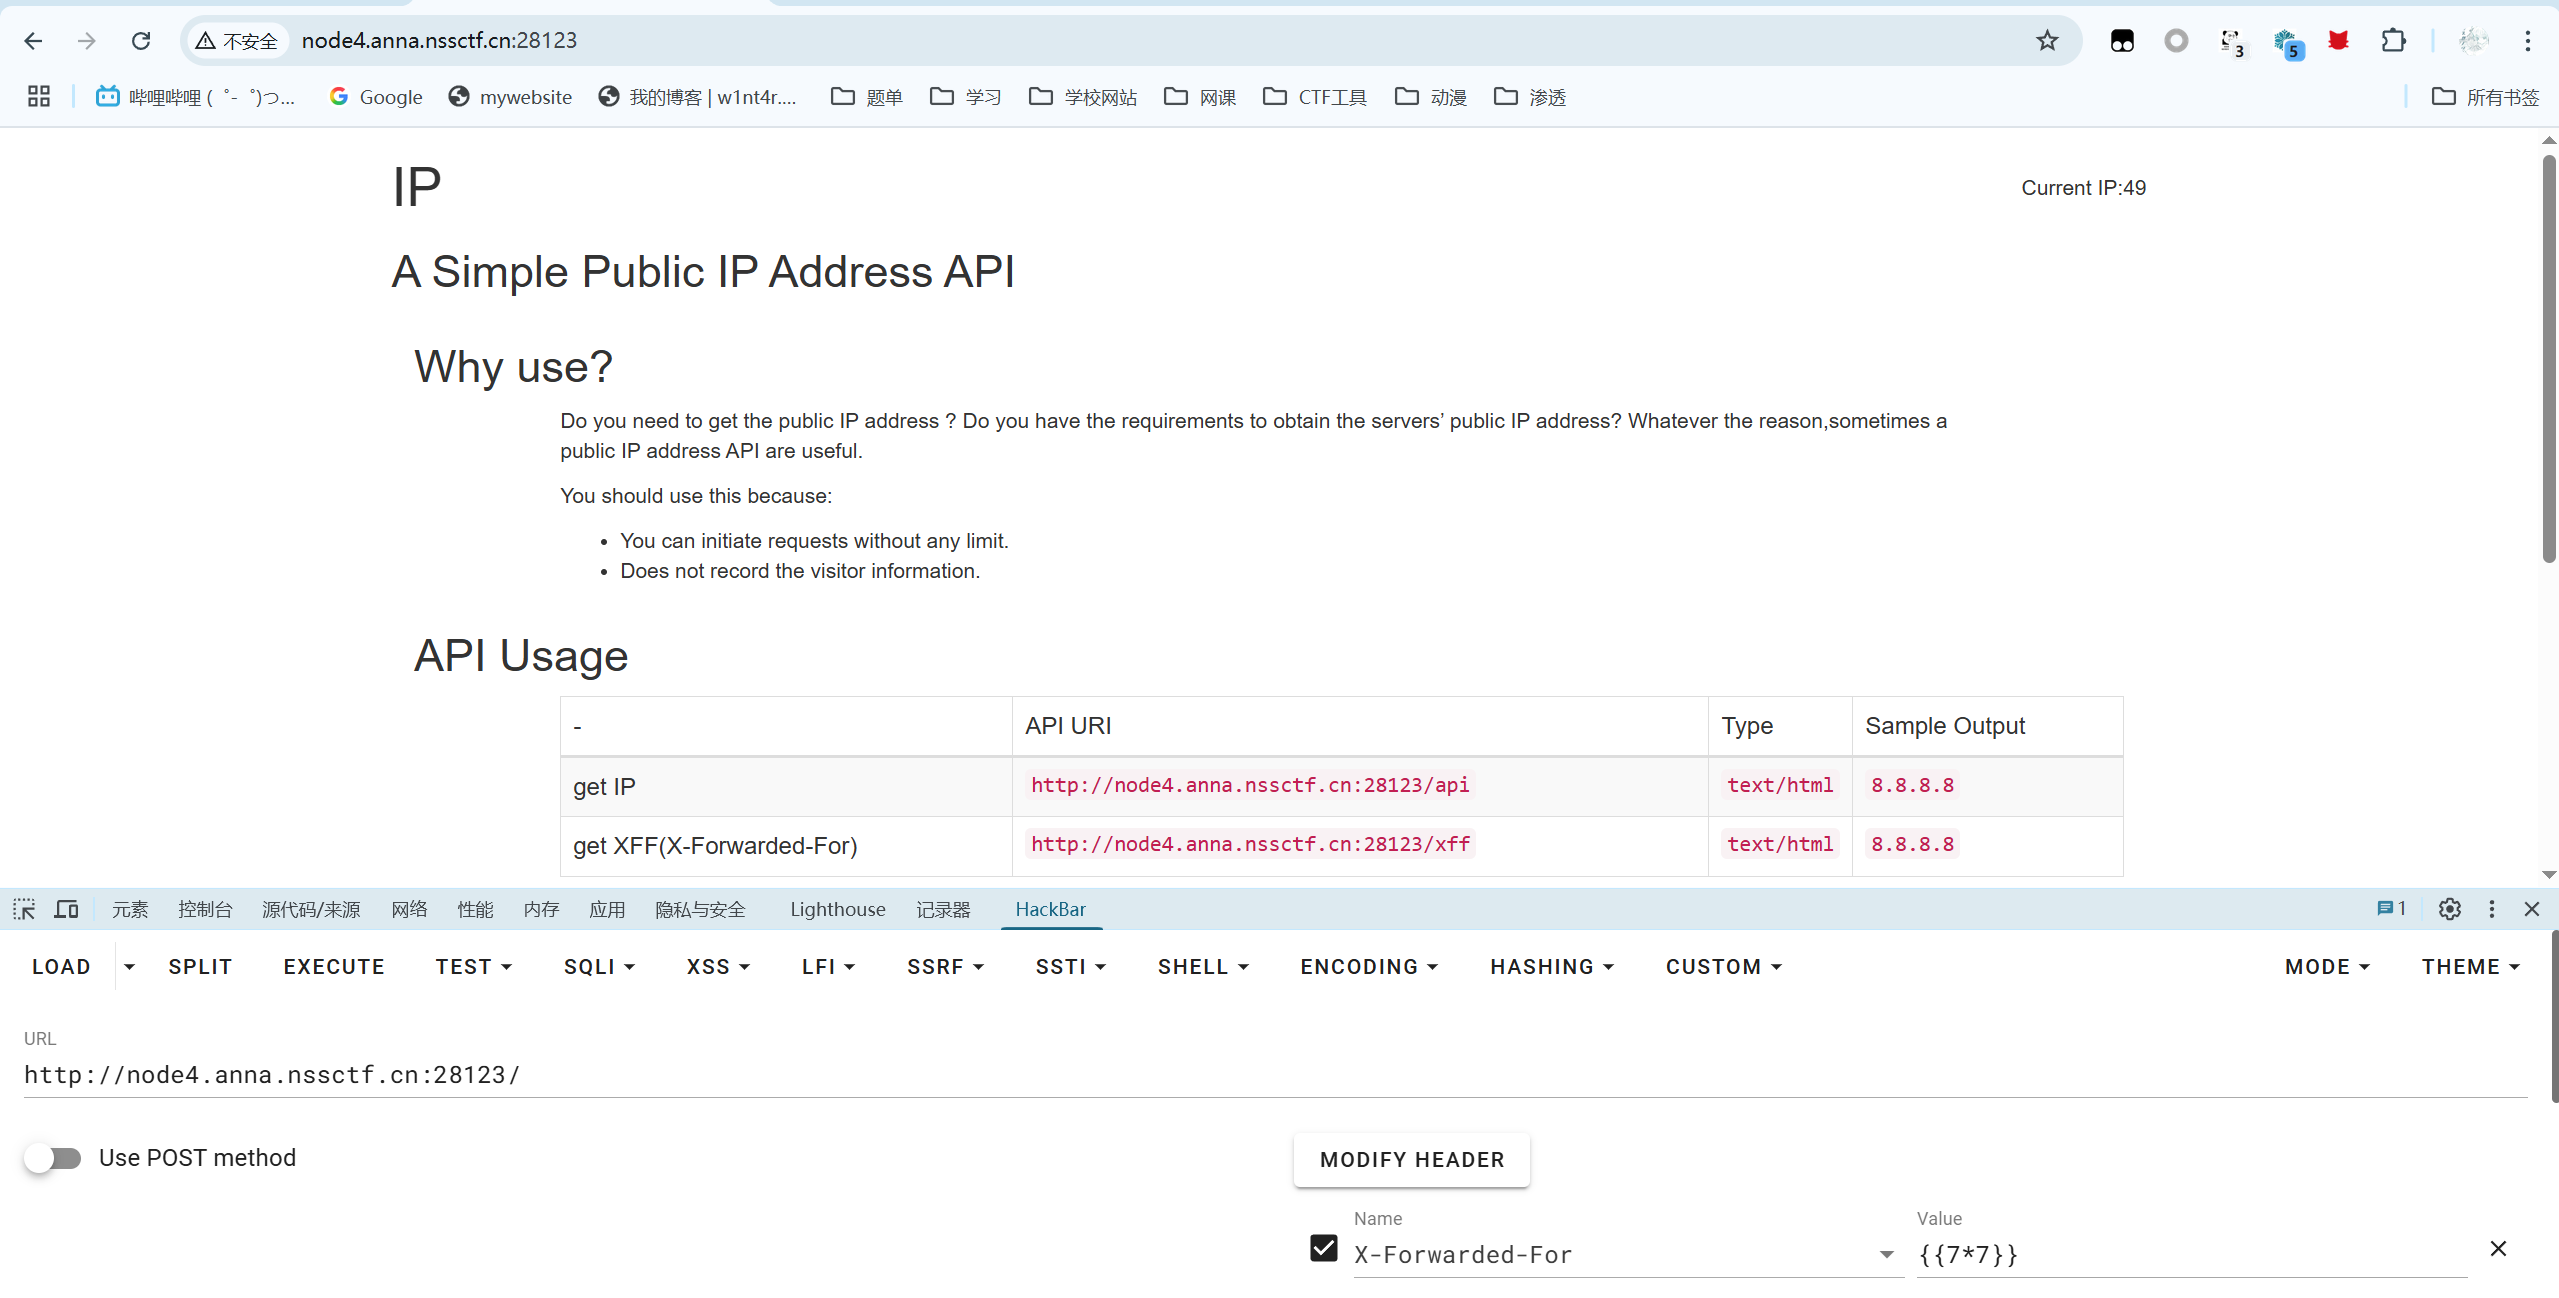 不安全 node4.anna.nssctf.cn:28123 3 5
哔哩哔哩 (゜-゜)つ... Google mywebsite 我的博客 | w1nt4r.... 题单 学习 学校网站 网课 CTF工具 动漫 渗透 所有书签
IP
Current IP:49
A Simple Public IP Address API
Why use?
Do you need to get the public IP address ? Do you have the requirements to obtain the servers’ public IP address? Whatever the reason,sometimes a
public IP address API are useful.
You should use this because:
• You can initiate requests without any limit.
• Does not record the visitor information.
API Usage
- API URI Type Sample Output
get IP http://node4.anna.nssctf.cn:28123/api text/html 8.8.8.8
get XFF(X-Forwarded-For) http://node4.anna.nssctf.cn:28123/xff text/html 8.8.8.8
元素 控制台 源代码/来源 网络 性能 内存 应用 隐私与安全 Lighthouse 记录器 HackBar 1
LOAD SPLIT EXECUTE TEST SQLI XSS LFI SSRF SSTI SHELL ENCODING HASHING CUSTOM MODE THEME
URL
http://node4.anna.nssctf.cn:28123/
Use POST method
MODIFY HEADER
Name Value
X-Forwarded-For {{7*7}}